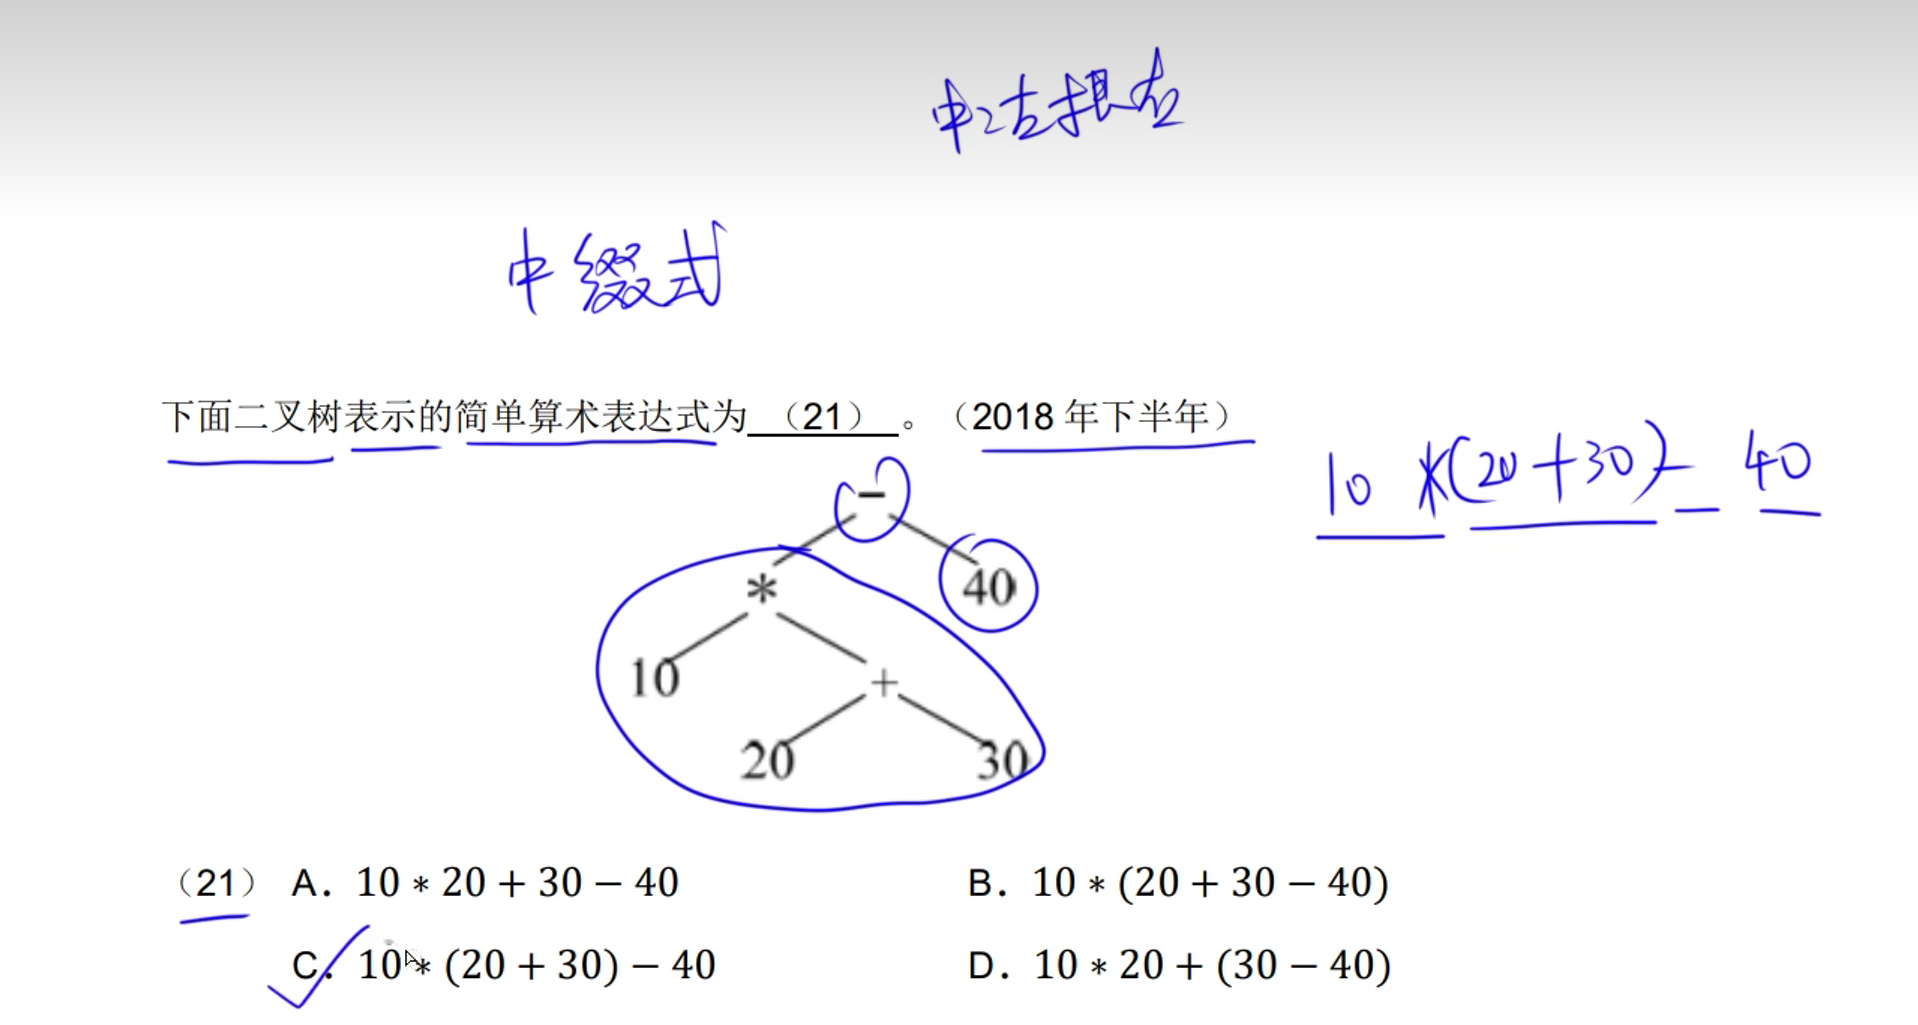 中：左根右
中缀式
下面二叉树表示的简单算术表达式为 （21） 。（2018 年下半年）
10 *(20+30) - 40
-
* 40
10 +
20 30
（21） A. 10 ∗ 20 + 30 − 40 B. 10 ∗ (20 + 30 − 40)
C. 10 ∗ (20 + 30) − 40 D. 10 ∗ 20 + (30 − 40)